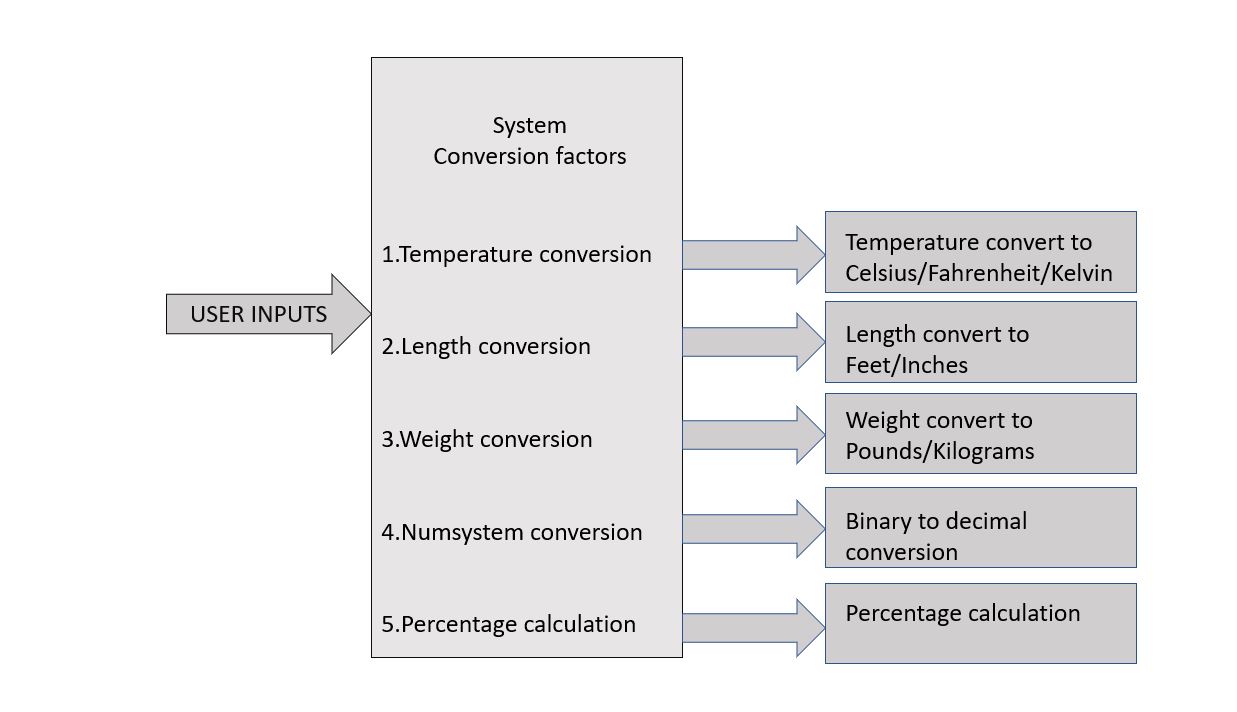 System
Conversion factors
USER INPUTS
1.Temperature conversion
2.Length conversion
3.Weight conversion
4.Numsystem conversion
5.Percentage calculation
Temperature convert to
Celsius/Fahrenheit/Kelvin
Length convert to
Feet/Inches
Weight convert to
Pounds/Kilograms
Binary to decimal
conversion
Percentage calculation